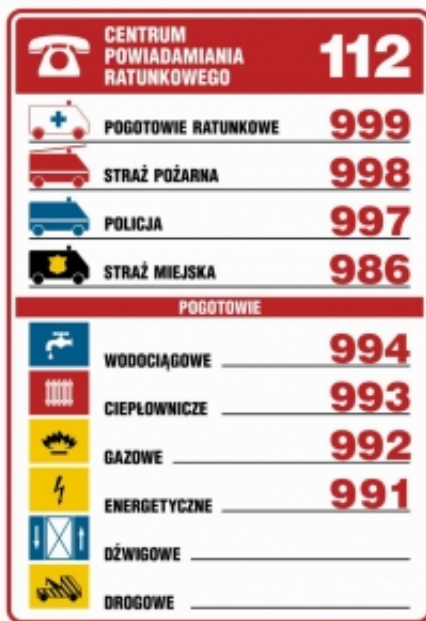 CENTRUM
POWIADAMIANIA
RATUNKOWEGO 112
POGOTOWIE RATUNKOWE 999
STRAŻ POŻARNA 998
POLICJA 997
STRAŻ MIEJSKA 986
POGOTOWIE
WODOCIĄGOWE 994
CIEPŁOWNICZE 993
GAZOWE 992
ENERGETYCZNE 991
DŹWIGOWE
DROGOWE